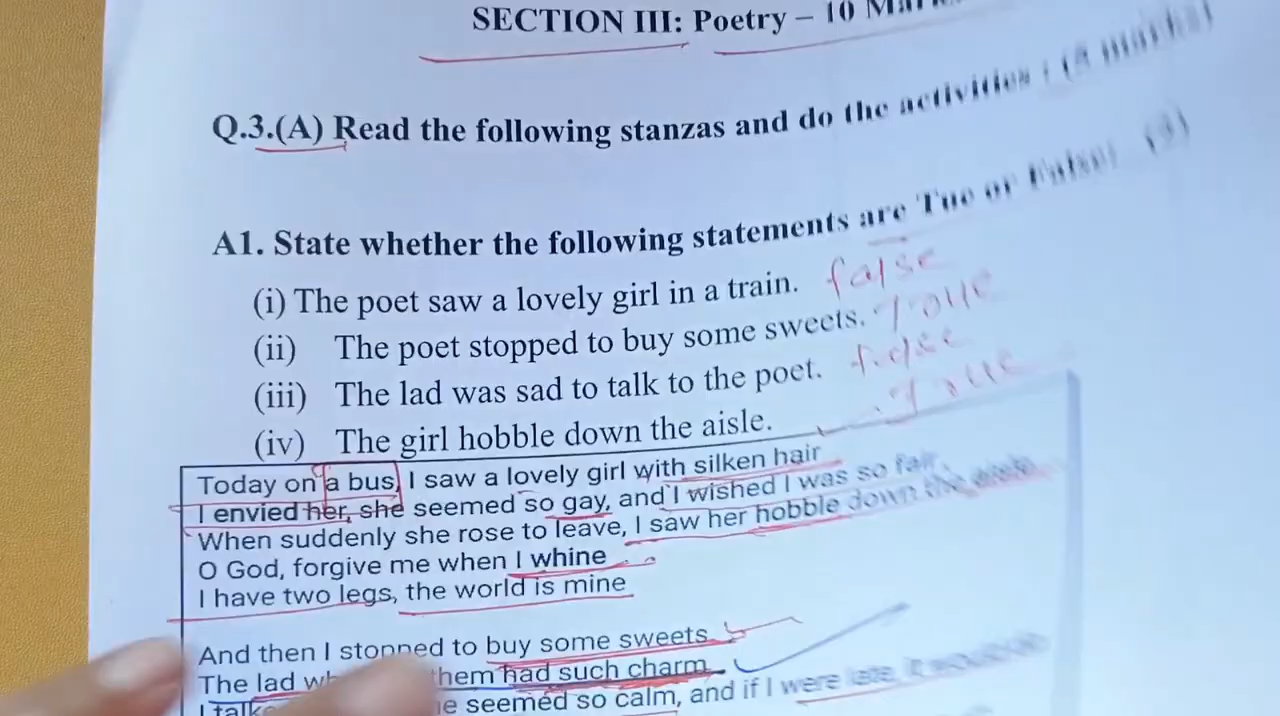 SECTION III: Poetry – 10
Q.3.(A) Read the following stanzas and do the activities : (4 marks)
A1. State whether the following statements are Tue or False: (2)
(i) The poet saw a lovely girl in a train. false
(ii) The poet stopped to buy some sweets. True
(iii) The lad was sad to talk to the poet. false
(iv) The girl hobble down the aisle. True
Today on a bus, I saw a lovely girl with silken hair
I envied her, she seemed so gay, and I wished I was so fair,
When suddenly she rose to leave, I saw her hobble down the aisle
O God, forgive me when I whine
I have two legs, the world is mine
And then I stopped to buy some sweets
The lad them had such charm
seemed so calm, and if I were late, it